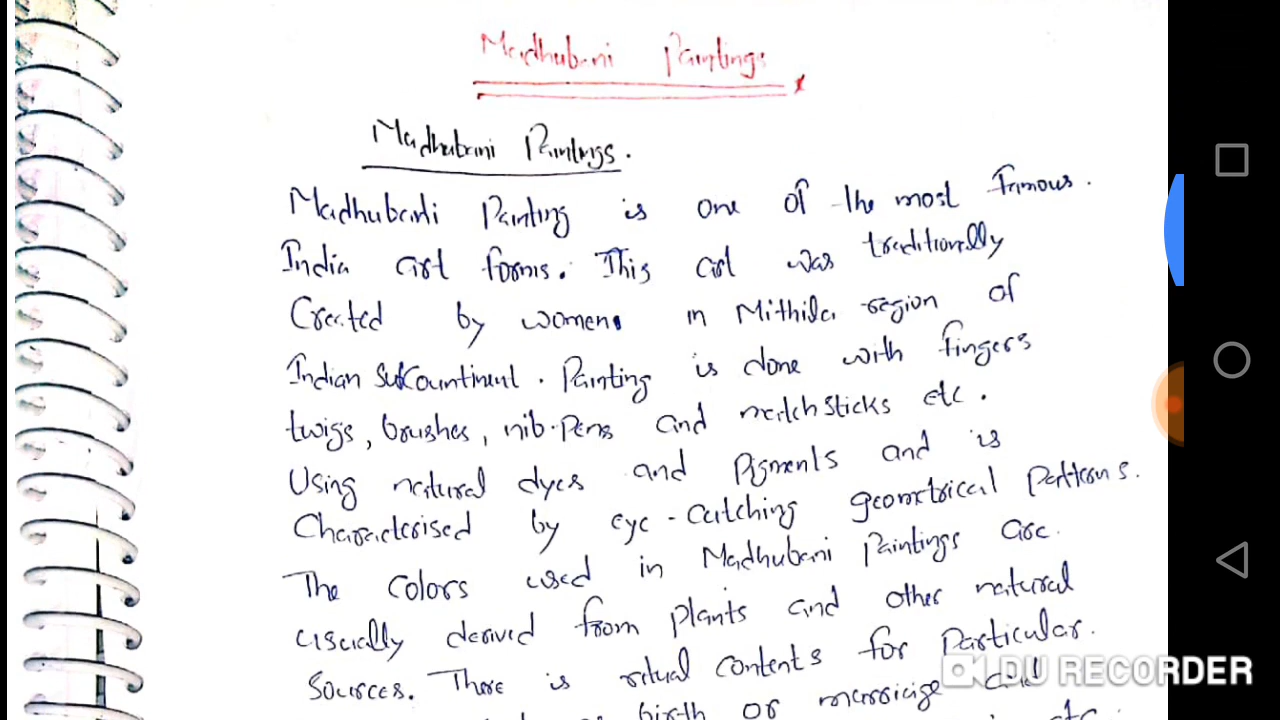 Madhubani Paintings
Madhubani Paintings.
Madhubani Painting is one of the most famous.
India art forms. This art was traditionally
Created by women in Mithila region of
Indian Subcountinent. Painting is done with fingers
twigs, brushes, nib-pens and matchsticks etc.
Using natural dyes and pigments and is
Characterised by eye-catching geometrical patterns.
The colors used in Madhubani Paintings are.
usually derived from plants and other natural
Sources. There is ritual contents for Particular.
birth or marriage and
etc.
DU RECORDER